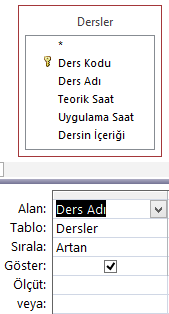 Dersler
*
Ders Kodu
Ders Adı
Teorik Saat
Uygulama Saat
Dersin İçeriği
Alan: Ders Adı
Tablo: Dersler
Sırala: Artan
Göster:
Ölçüt:
veya: